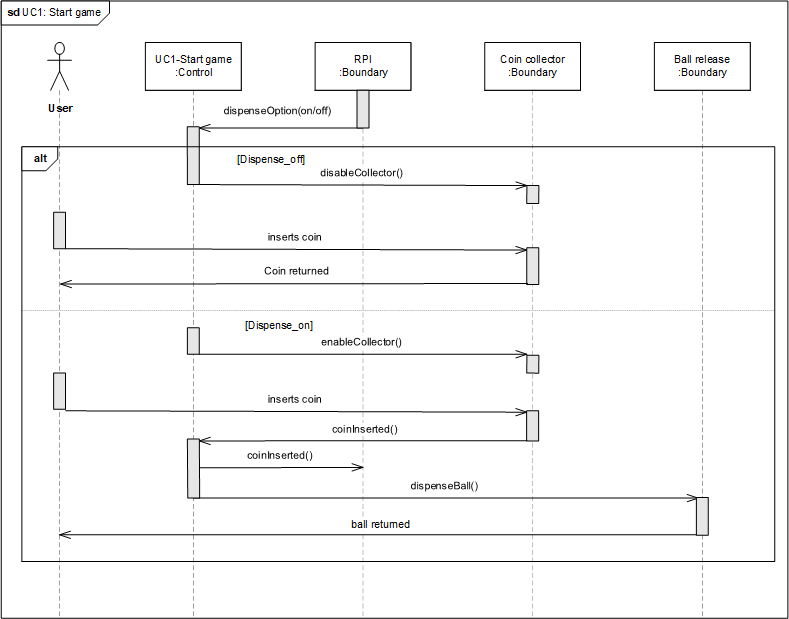 sd UC1: Start game
User
UC1-Start game
:Control
RPI
:Boundary
Coin collector
:Boundary
Ball release
:Boundary
dispenseOption(on/off)
alt
[Dispense_off]
disableCollector()
inserts coin
Coin returned
[Dispense_on]
enableCollector()
inserts coin
coinInserted()
coinInserted()
dispenseBall()
ball returned